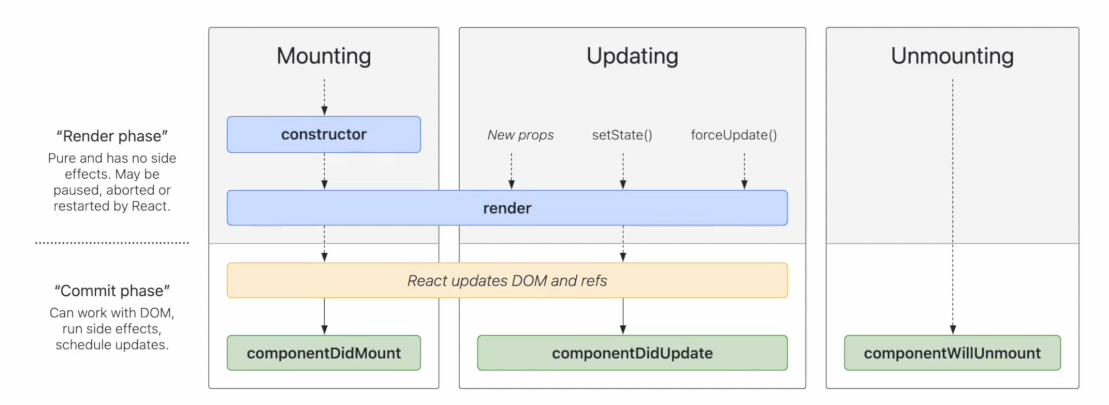 Mounting
Updating
Unmounting
“Render phase”
Pure and has no side
effects. May be
paused, aborted or
restarted by React.
constructor
New props
setState()
forceUpdate()
render
“Commit phase”
Can work with DOM,
run side effects,
schedule updates.
React updates DOM and refs
componentDidMount
componentDidUpdate
componentWillUnmount